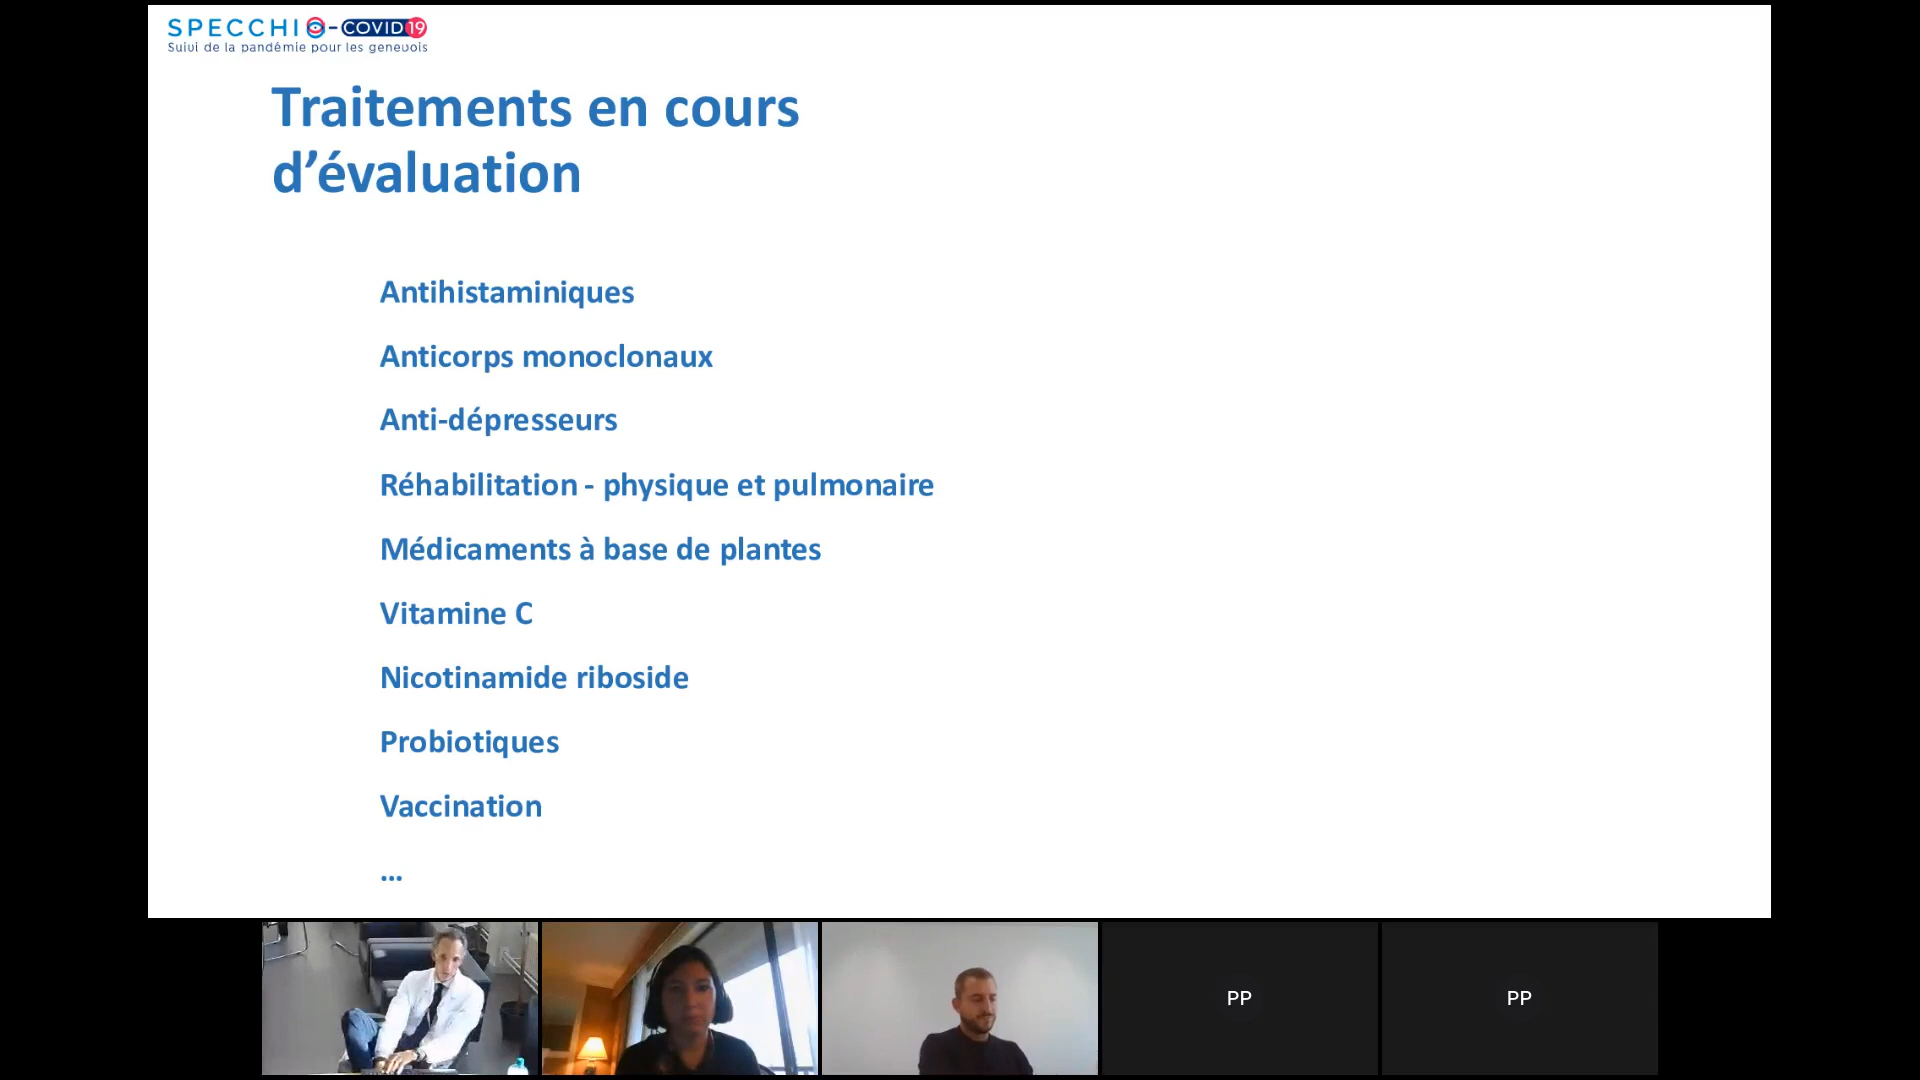 SPECCHIO-COVID19
Suivi de la pandémie pour les genevois
Traitements en cours
d'évaluation
Antihistaminiques
Anticorps monoclonaux
Anti-dépresseurs
Réhabilitation - physique et pulmonaire
Médicaments à base de plantes
Vitamine C
Nicotinamide riboside
Probiotiques
Vaccination
...
PP
PP